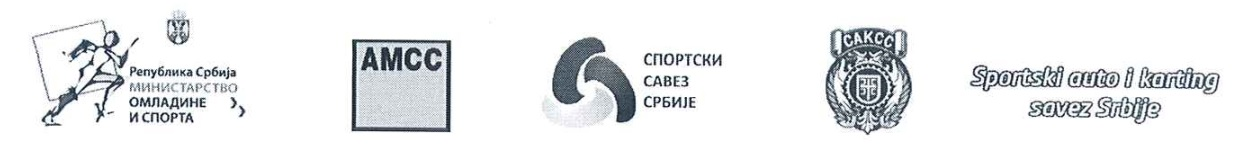 Република Србија
МИНИСТАРСТВО
ОМЛАДИНЕ
И СПОРТА
АМСС
СПОРТСКИ
САВЕЗ
СРБИЈЕ
САКСС
Sportski auto i karting
savez Srbije